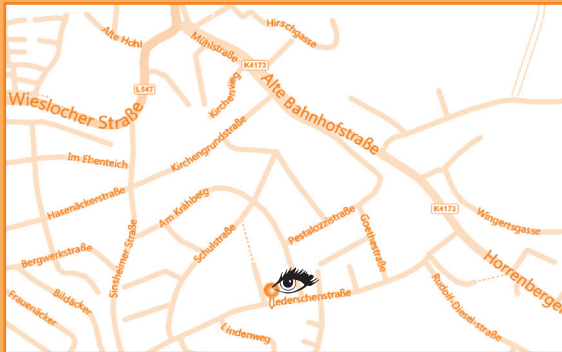 Alte Hohl
Hirschgasse
Mühlstraße
K4173
L547
Alte Bahnhofstraße
Wieslocher Straße
Kirchenweg
Kirchengrundstraße
Im Ebenteich
Hasenäckerstraße
Am Krähberg
Pestalozzistraße
K4173
Wingertsgasse
Schulstraße
Goethestraße
Sinsheimer Straße
Bergwerkstraße
Horrenberger
Bildäcker
Frauenäcker
Rudolf-Diesel-straße
Lindenweg